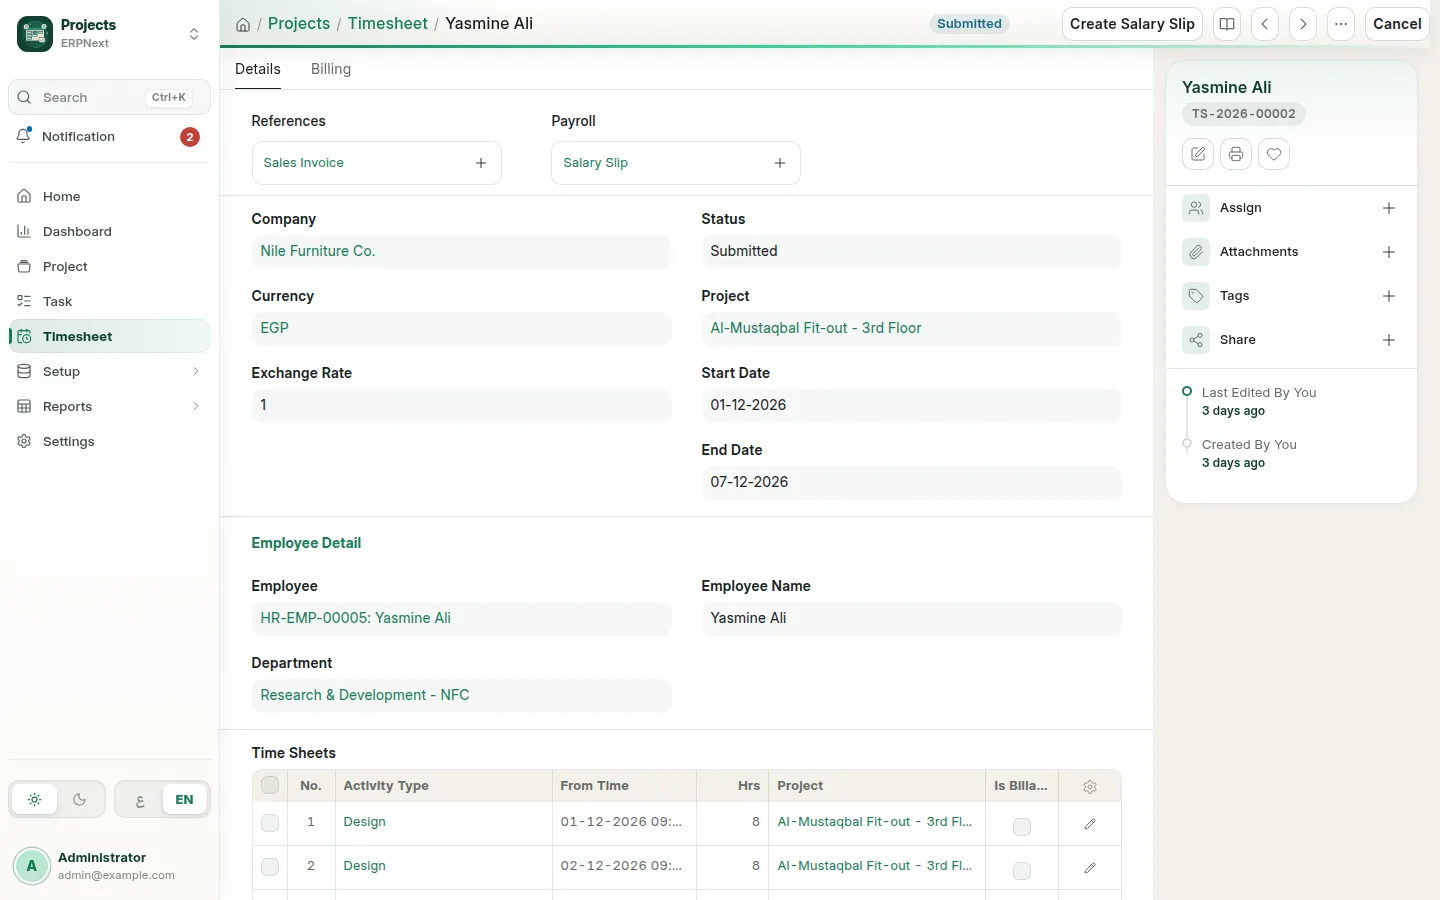 Projects
ERPNext
Search Ctrl+K
Notification 2
Home
Dashboard
Project
Task
Timesheet
Setup
Reports
Settings
ع EN
A
Administrator
admin@example.com
/ Projects / Timesheet / Yasmine Ali
Submitted
Create Salary Slip
Cancel
Details Billing
References Payroll
Sales Invoice Salary Slip
Company Status
Nile Furniture Co. Submitted
Currency Project
EGP Al-Mustaqbal Fit-out - 3rd Floor
Exchange Rate Start Date
1 01-12-2026
End Date
07-12-2026
Employee Detail
Employee Employee Name
HR-EMP-00005: Yasmine Ali Yasmine Ali
Department
Research & Development - NFC
Time Sheets
No. Activity Type From Time Hrs Project Is Billa...
1 Design 01-12-2026 09:... 8 Al-Mustaqbal Fit-out - 3rd Fl...
2 Design 02-12-2026 09:... 8 Al-Mustaqbal Fit-out - 3rd Fl...
Yasmine Ali
TS-2026-00002
Assign
Attachments
Tags
Share
Last Edited By You
3 days ago
Created By You
3 days ago